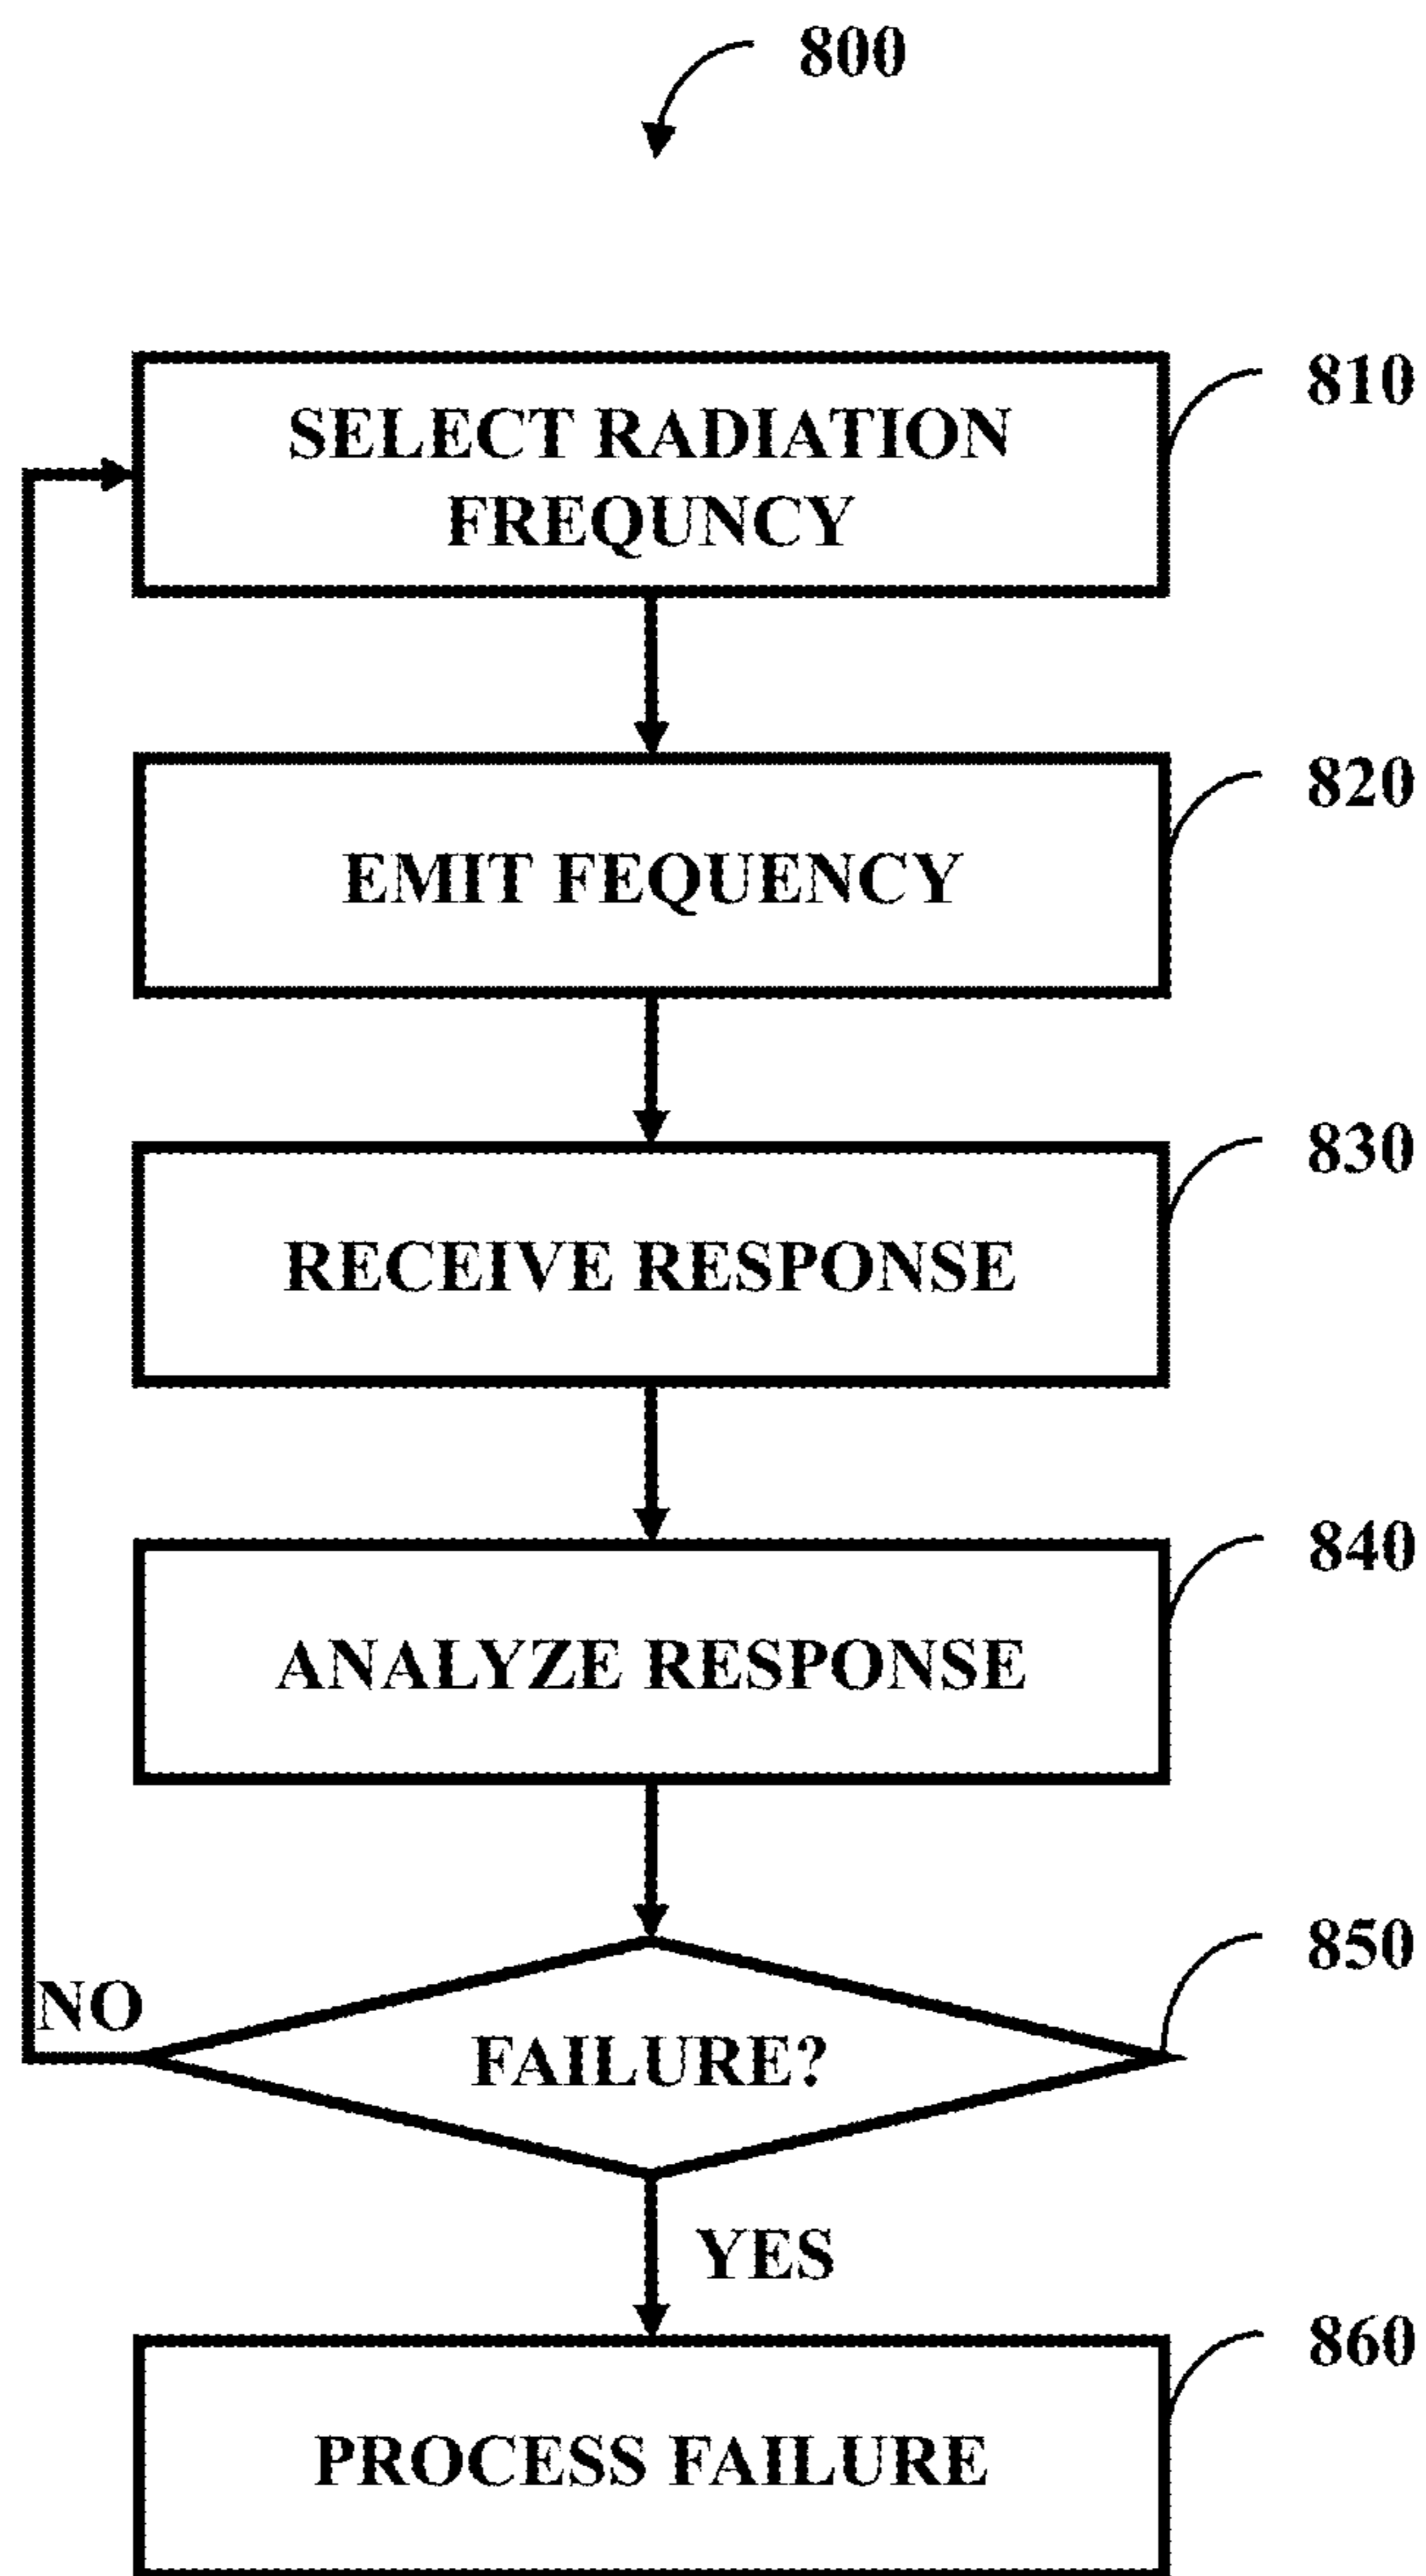 800
810
SELECT RADIATION
FREQUNCY
820
EMIT FEQUENCY
830
RECEIVE RESPONSE
840
ANALYZE RESPONSE
850
NO
FAILURE?
YES
860
PROCESS FAILURE